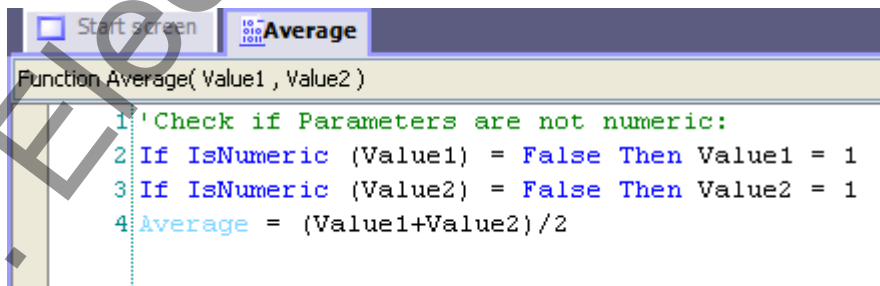 Start screen Average
Function Average( Value1 , Value2 )
1 'Check if Parameters are not numeric:
2 If IsNumeric (Value1) = False Then Value1 = 1
3 If IsNumeric (Value2) = False Then Value2 = 1
4 Average = (Value1+Value2)/2